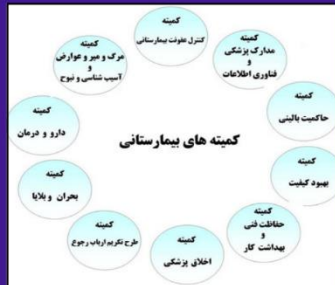 کمیته
کنترل عفونت بیمارستانی
کمیته
مدارک پزشکی
و
فناوری اطلاعات
کمیته
حاکمیت بالینی
کمیته
بهبود کیفیت
کمیته
حفاظت فنی
و
بهداشت کار
کمیته
اخلاق پزشکی
کمیته
طرح تکریم ارباب رجوع
کمیته
بحران و بلایا
کمیته
دارو و درمان
کمیته
مرگ و میر و عوارض
و
آسیب شناسی و نسوج
کمیته های بیمارستانی